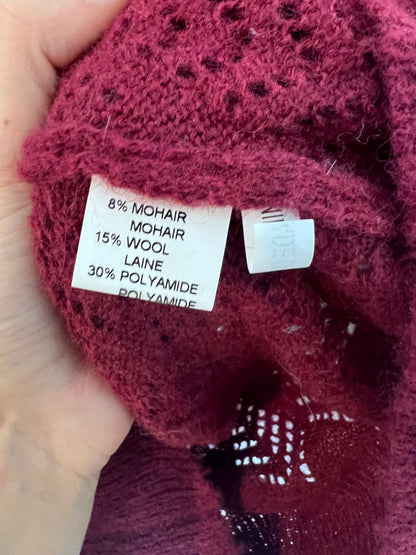 8% MOHAIR
MOHAIR
15% WOOL
LAINE
30% POLYAMIDE
POLYAMIDE